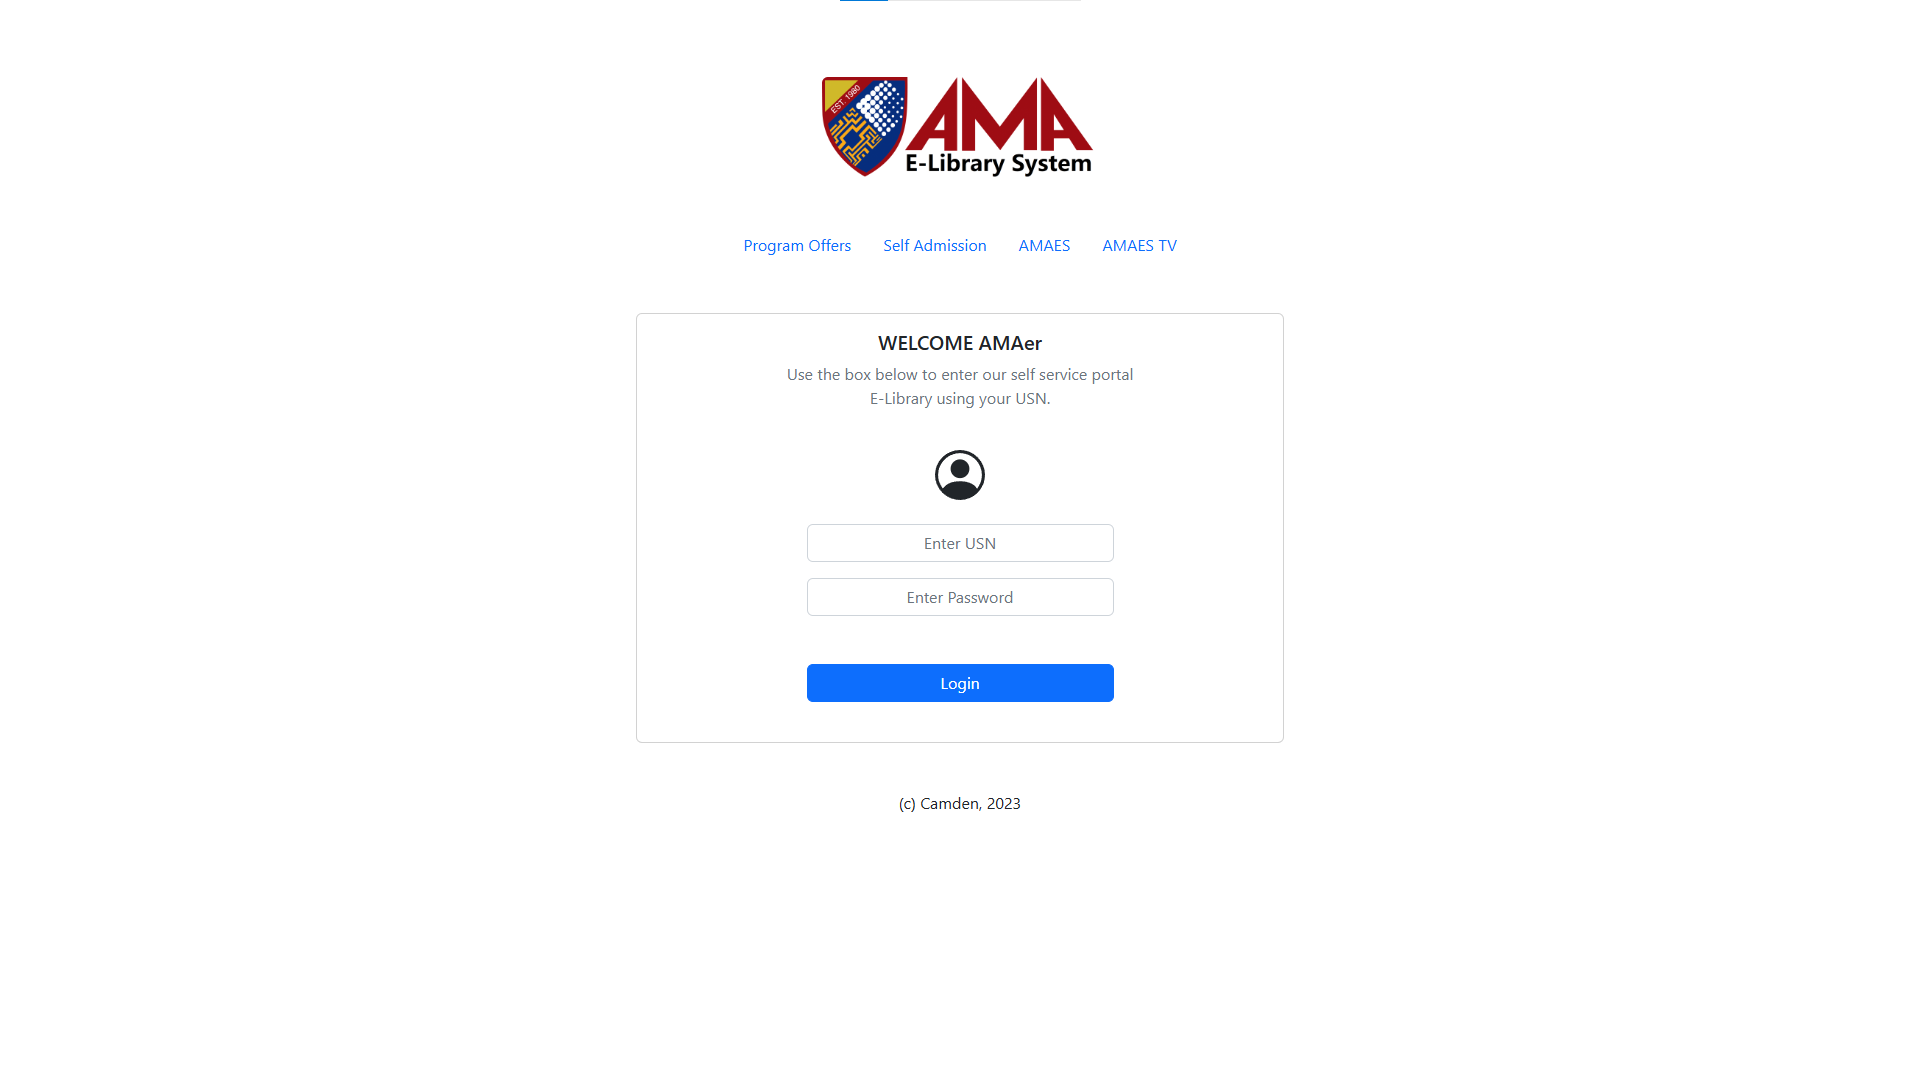 EST. 1980
AMA
E-Library System
Program Offers Self Admission AMAES AMAES TV
WELCOME AMAer
Use the box below to enter our self service portal
E-Library using your USN.
Enter USN
Enter Password
Login
(c) Camden, 2023